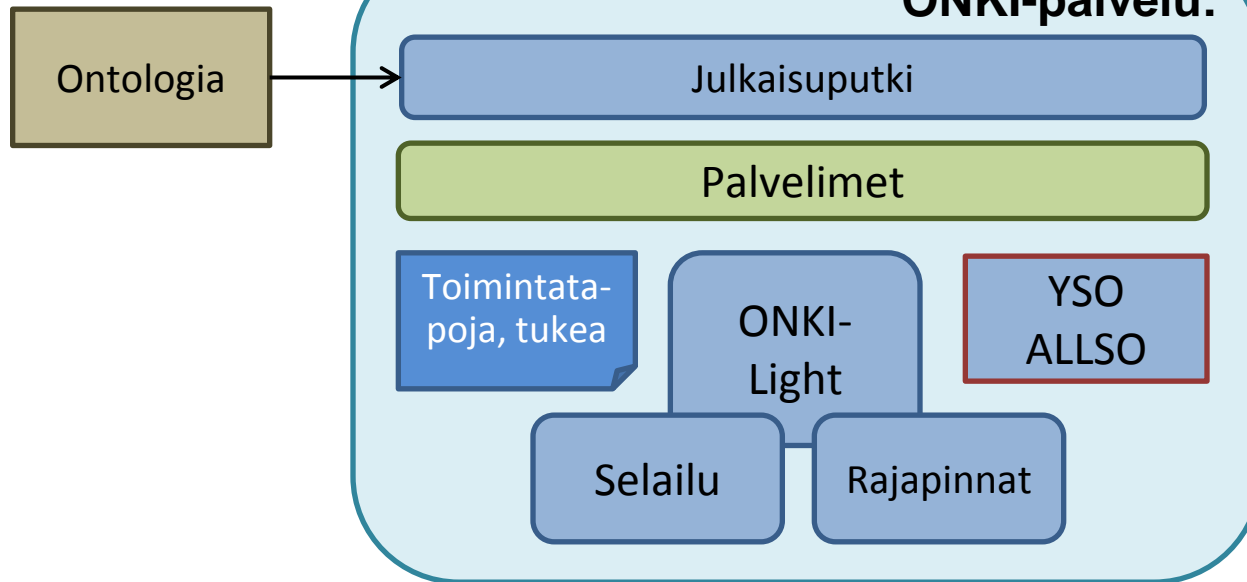 ONKI-palvelu:
Ontologia
Julkaisuputki
Palvelimet
Toimintata-
poja, tukea
ONKI-
Light
YSO
ALLSO
Selailu
Rajapinnat